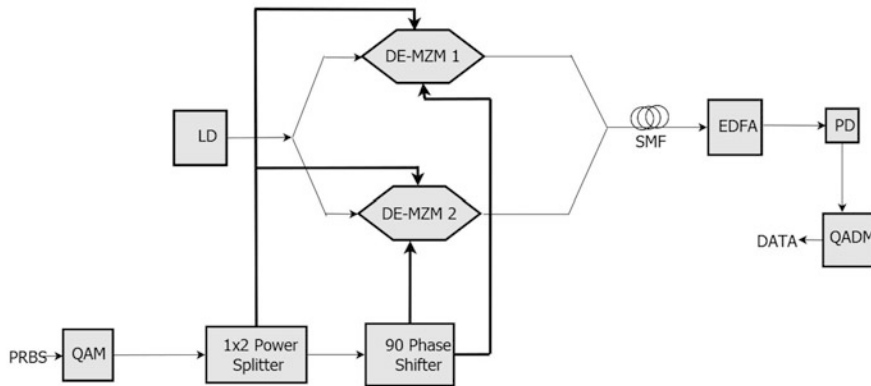 DE-MZM 1
LD
SMF
EDFA
PD
DE-MZM 2
DATA
QADM
PRBS
QAM
1x2 Power
Splitter
90 Phase
Shifter